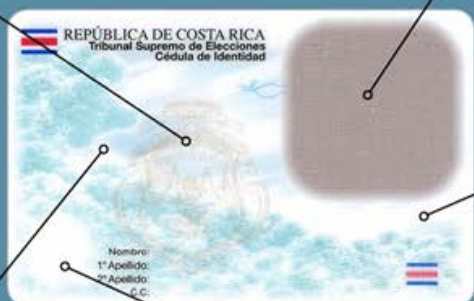 REPÚBLICA DE COSTA RICA
Tribunal Supremo de Elecciones
Cédula de Identidad
Nombre:
1° Apellido:
2° Apellido:
C.C: